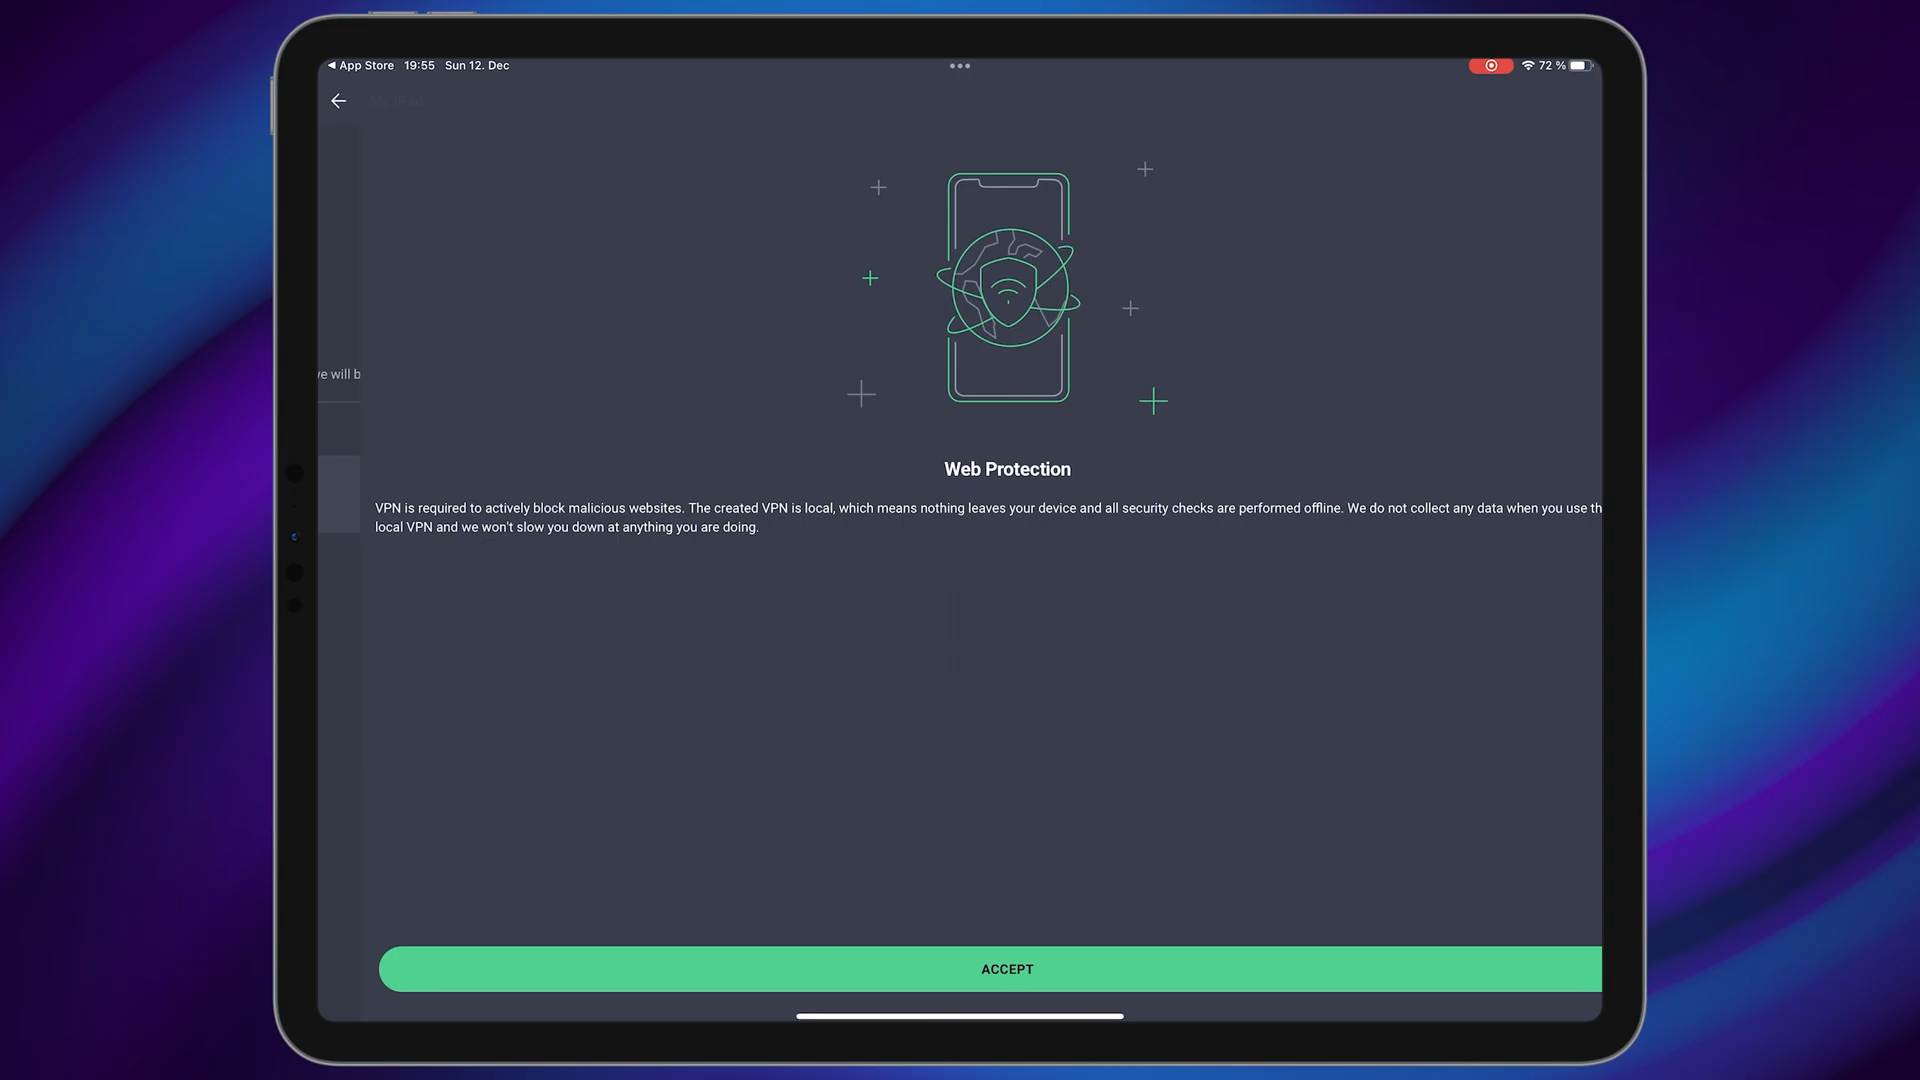 ◀ App Store 19:55 Sun 12. Dec
72 %
My iPad
ve will b
Web Protection
VPN is required to actively block malicious websites. The created VPN is local, which means nothing leaves your device and all security checks are performed offline. We do not collect any data when you use th
local VPN and we won't slow you down at anything you are doing.
ACCEPT